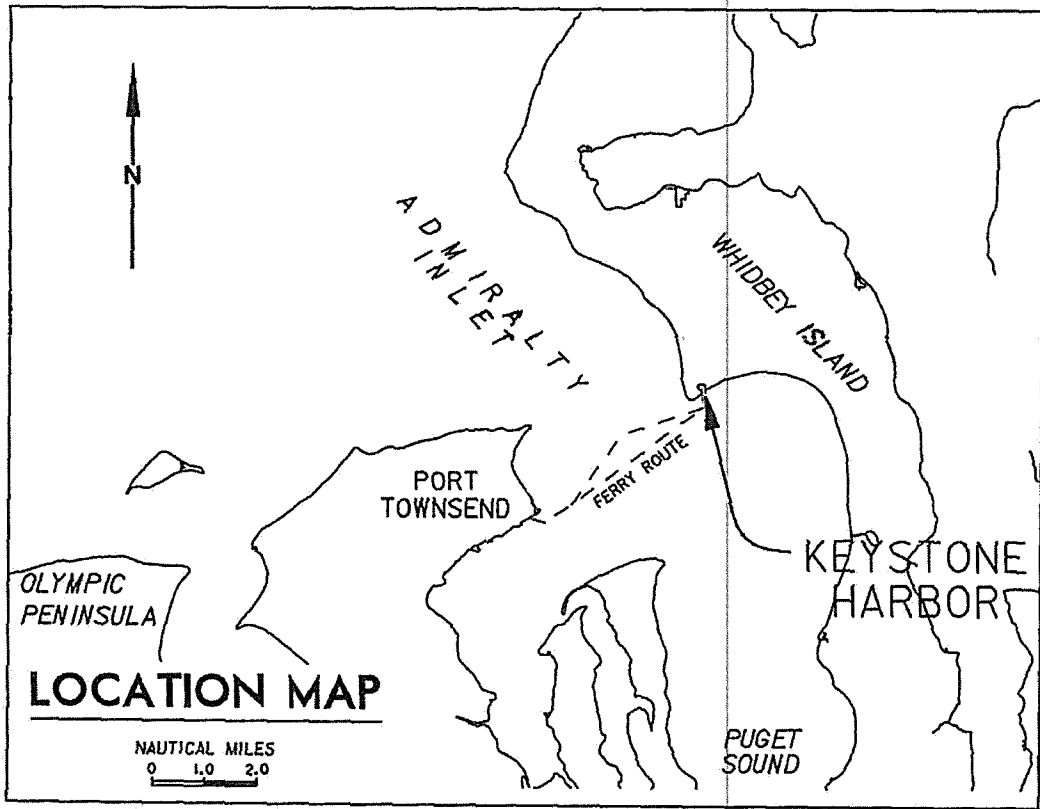 N
ADMIRALTY
INLET
WHIDBEY ISLAND
PORT
TOWNSEND
FERRY ROUTE
KEYSTONE
HARBOR
OLYMPIC
PENINSULA
LOCATION MAP
NAUTICAL MILES
0 1.0 2.0
PUGET
SOUND